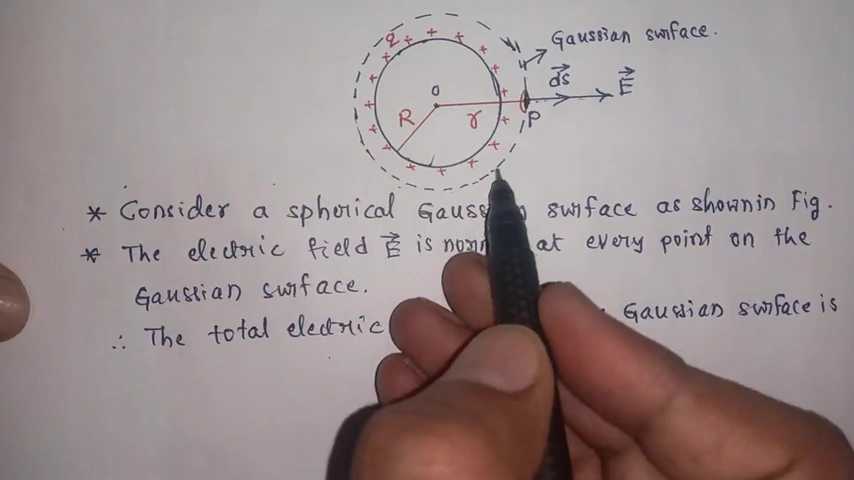 q
Gaussian surface.
ds
E
O
R
r
P
* Consider a spherical Gauss surface as shown in Fig.
* The electric field E is nor at every point on the
Gaussian surface.
∴ The total electric Gaussian surface is